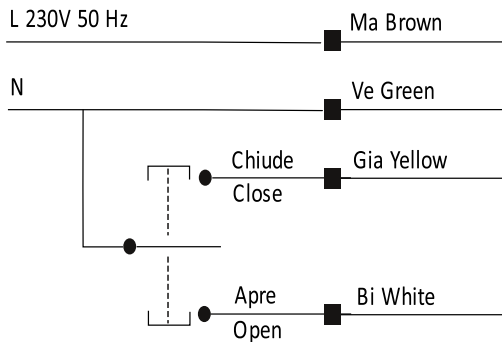 L 230V 50 Hz
Ma Brown
N
Ve Green
Chiude
Close
Gia Yellow
Apre
Open
Bi White